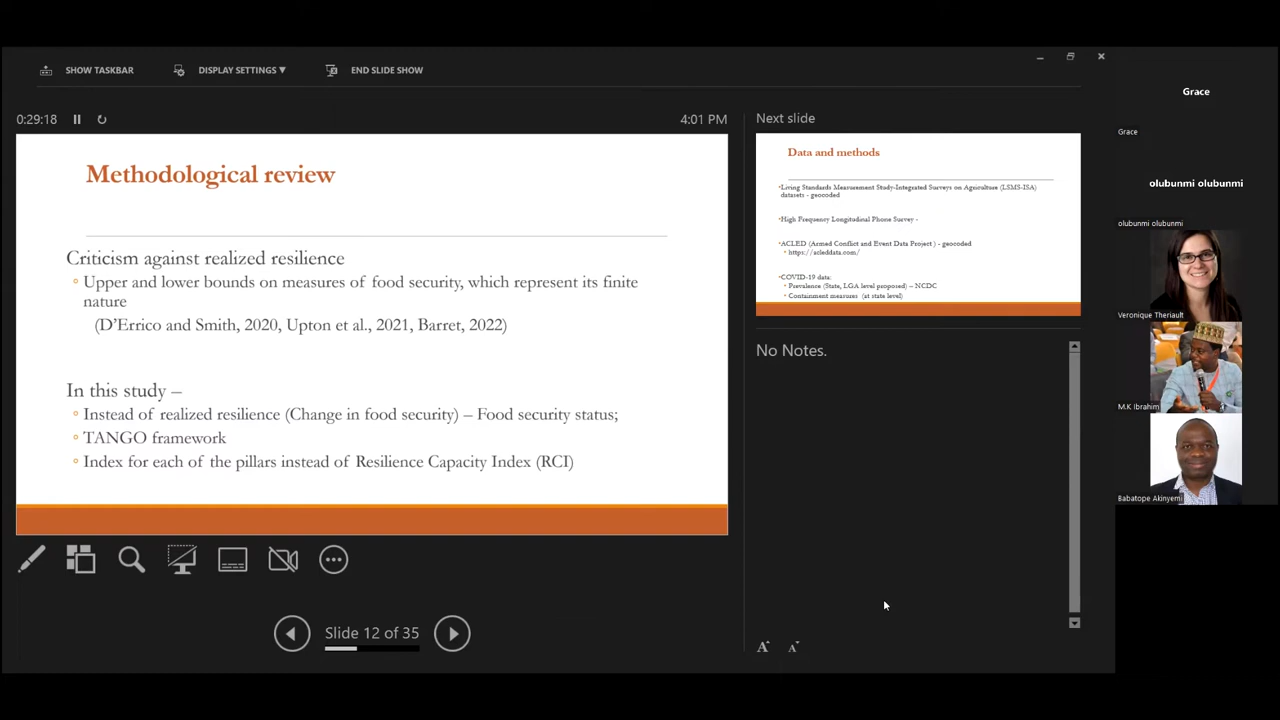 SHOW TASKBAR
DISPLAY SETTINGS ▼
END SLIDE SHOW
0:29:18
4:01 PM
Methodological review
Criticism against realized resilience
◦ Upper and lower bounds on measures of food security, which represent its finite
nature
(D'Errico and Smith, 2020, Upton et al., 2021, Barret, 2022)
In this study –
◦ Instead of realized resilience (Change in food security) – Food security status;
◦ TANGO framework
◦ Index for each of the pillars instead of Resilience Capacity Index (RCI)
Slide 12 of 35
Next slide
Data and methods
•Living Standards Measurement Study-Integrated Surveys on Agriculture (LSMS-ISA)
datasets - geocoded
•High Frequency Longitudinal Phone Survey -
•ACLED (Armed Conflict and Event Data Project ) - geocoded
• https://acleddata.com/
•COVID-19 data:
• Prevalence (State, LGA level proposed) – NCDC
• Containment measures (at state level)
No Notes.
A A
Grace
Grace
olubunmi olubunmi
olubunmi olubunmi
Veronique Theriault
M.K Ibrahim
Babatope Akinyemi